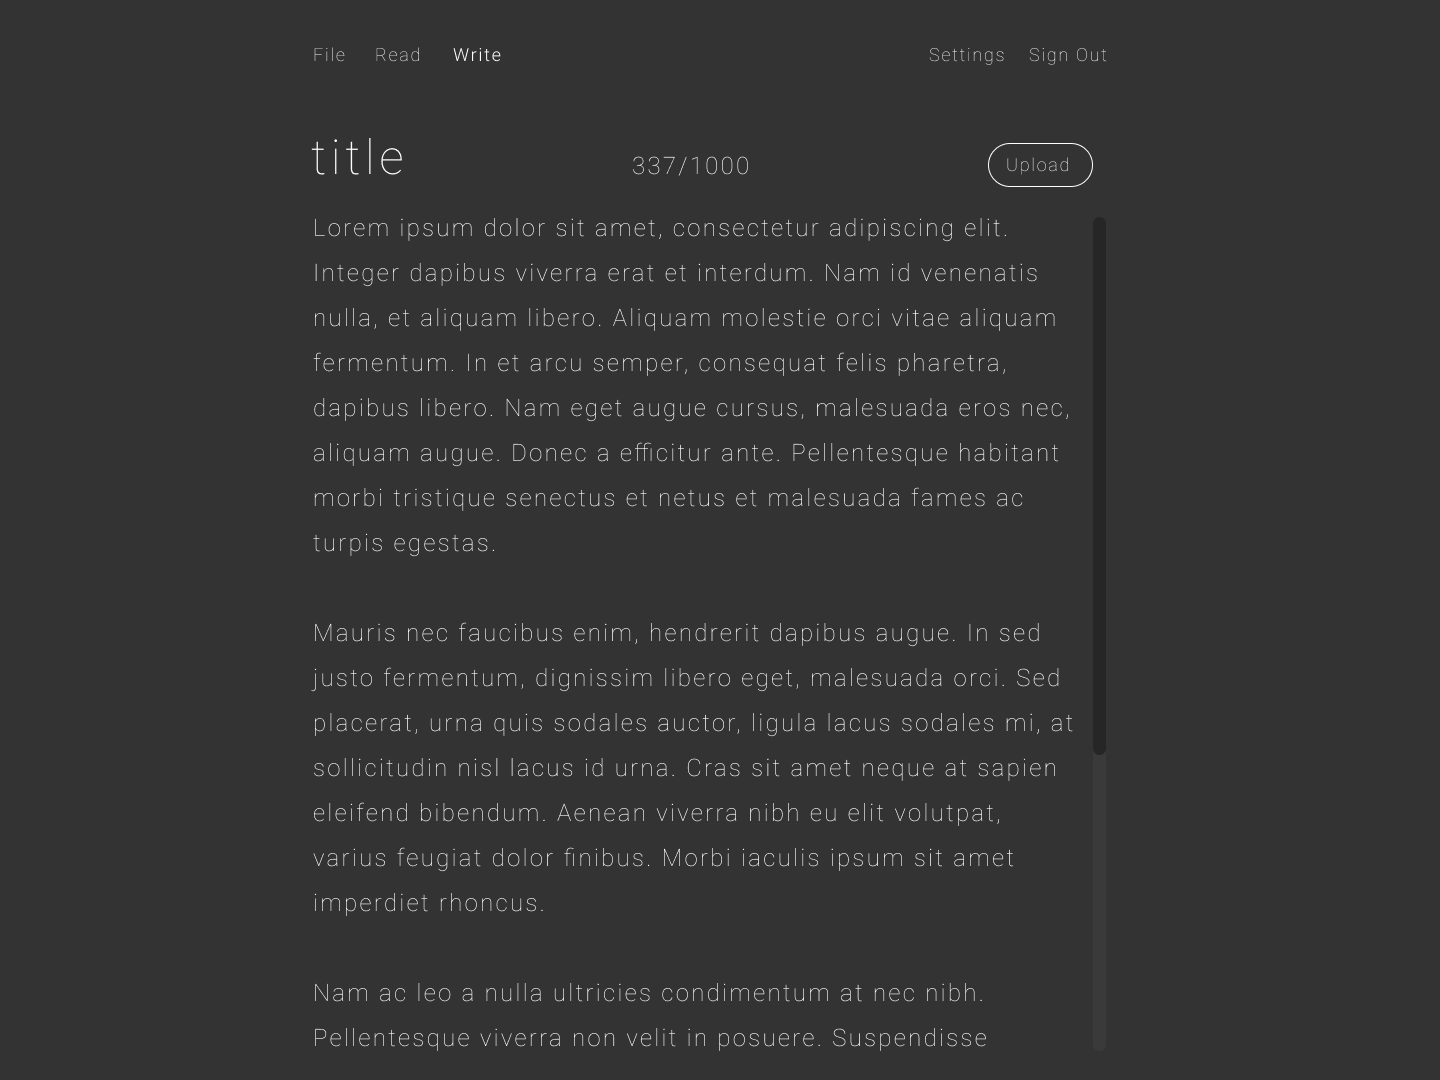 File Read Write Settings Sign Out
title 337/1000 Upload
Lorem ipsum dolor sit amet, consectetur adipiscing elit.
Integer dapibus viverra erat et interdum. Nam id venenatis
nulla, et aliquam libero. Aliquam molestie orci vitae aliquam
fermentum. In et arcu semper, consequat felis pharetra,
dapibus libero. Nam eget augue cursus, malesuada eros nec,
aliquam augue. Donec a efficitur ante. Pellentesque habitant
morbi tristique senectus et netus et malesuada fames ac
turpis egestas.
Mauris nec faucibus enim, hendrerit dapibus augue. In sed
justo fermentum, dignissim libero eget, malesuada orci. Sed
placerat, urna quis sodales auctor, ligula lacus sodales mi, at
sollicitudin nisl lacus id urna. Cras sit amet neque at sapien
eleifend bibendum. Aenean viverra nibh eu elit volutpat,
varius feugiat dolor finibus. Morbi iaculis ipsum sit amet
imperdiet rhoncus.
Nam ac leo a nulla ultricies condimentum at nec nibh.
Pellentesque viverra non velit in posuere. Suspendisse